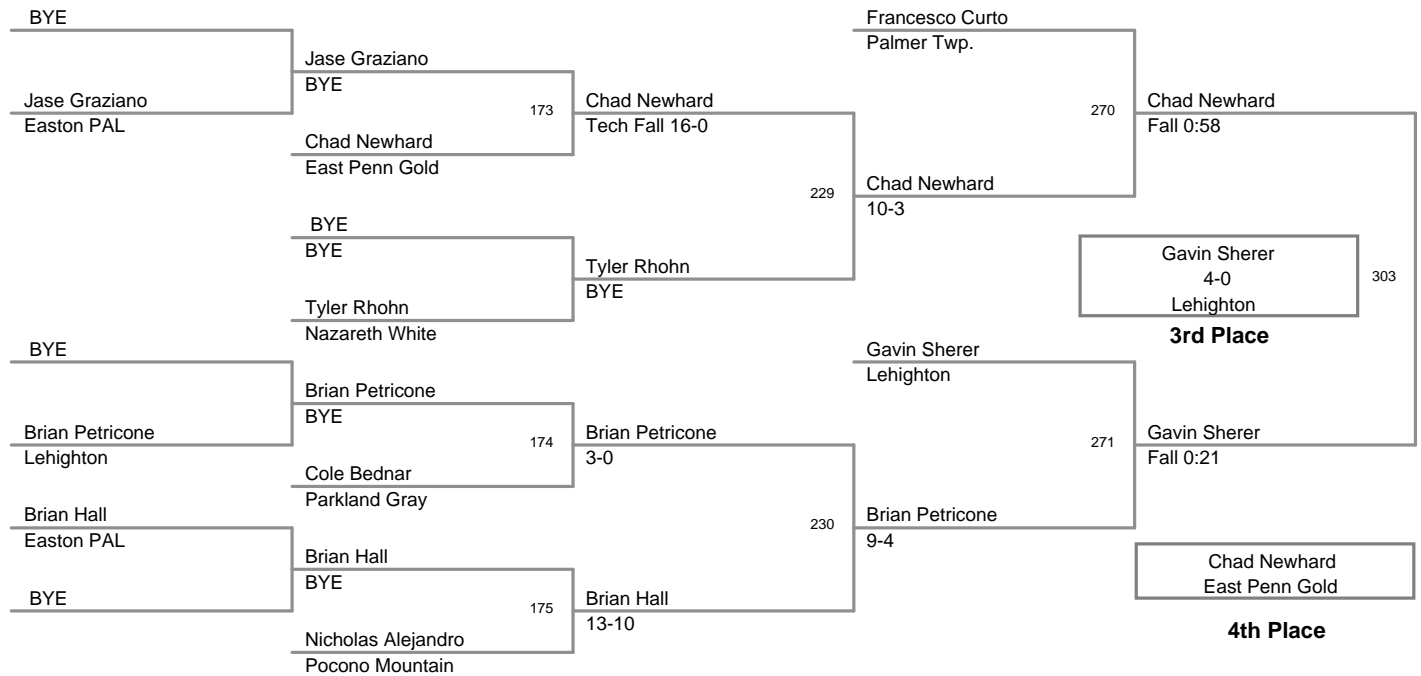 BYE
Jase Graziano
Easton PAL
Jase Graziano
BYE
173
Chad Newhard
East Penn Gold
Chad Newhard
Tech Fall 16-0
BYE
BYE
Tyler Rhohn
Nazareth White
Tyler Rhohn
BYE
229
Chad Newhard
10-3
Francesco Curto
Palmer Twp.
270
Chad Newhard
Fall 0:58
Gavin Sherer
4-0
Lehighton
303
3rd Place
BYE
Brian Petricone
Lehighton
Brian Petricone
BYE
174
Cole Bednar
Parkland Gray
Brian Petricone
3-0
Brian Hall
Easton PAL
BYE
Brian Hall
BYE
175
Nicholas Alejandro
Pocono Mountain
Brian Hall
13-10
230
Brian Petricone
9-4
Gavin Sherer
Lehighton
271
Gavin Sherer
Fall 0:21
Chad Newhard
East Penn Gold
4th Place